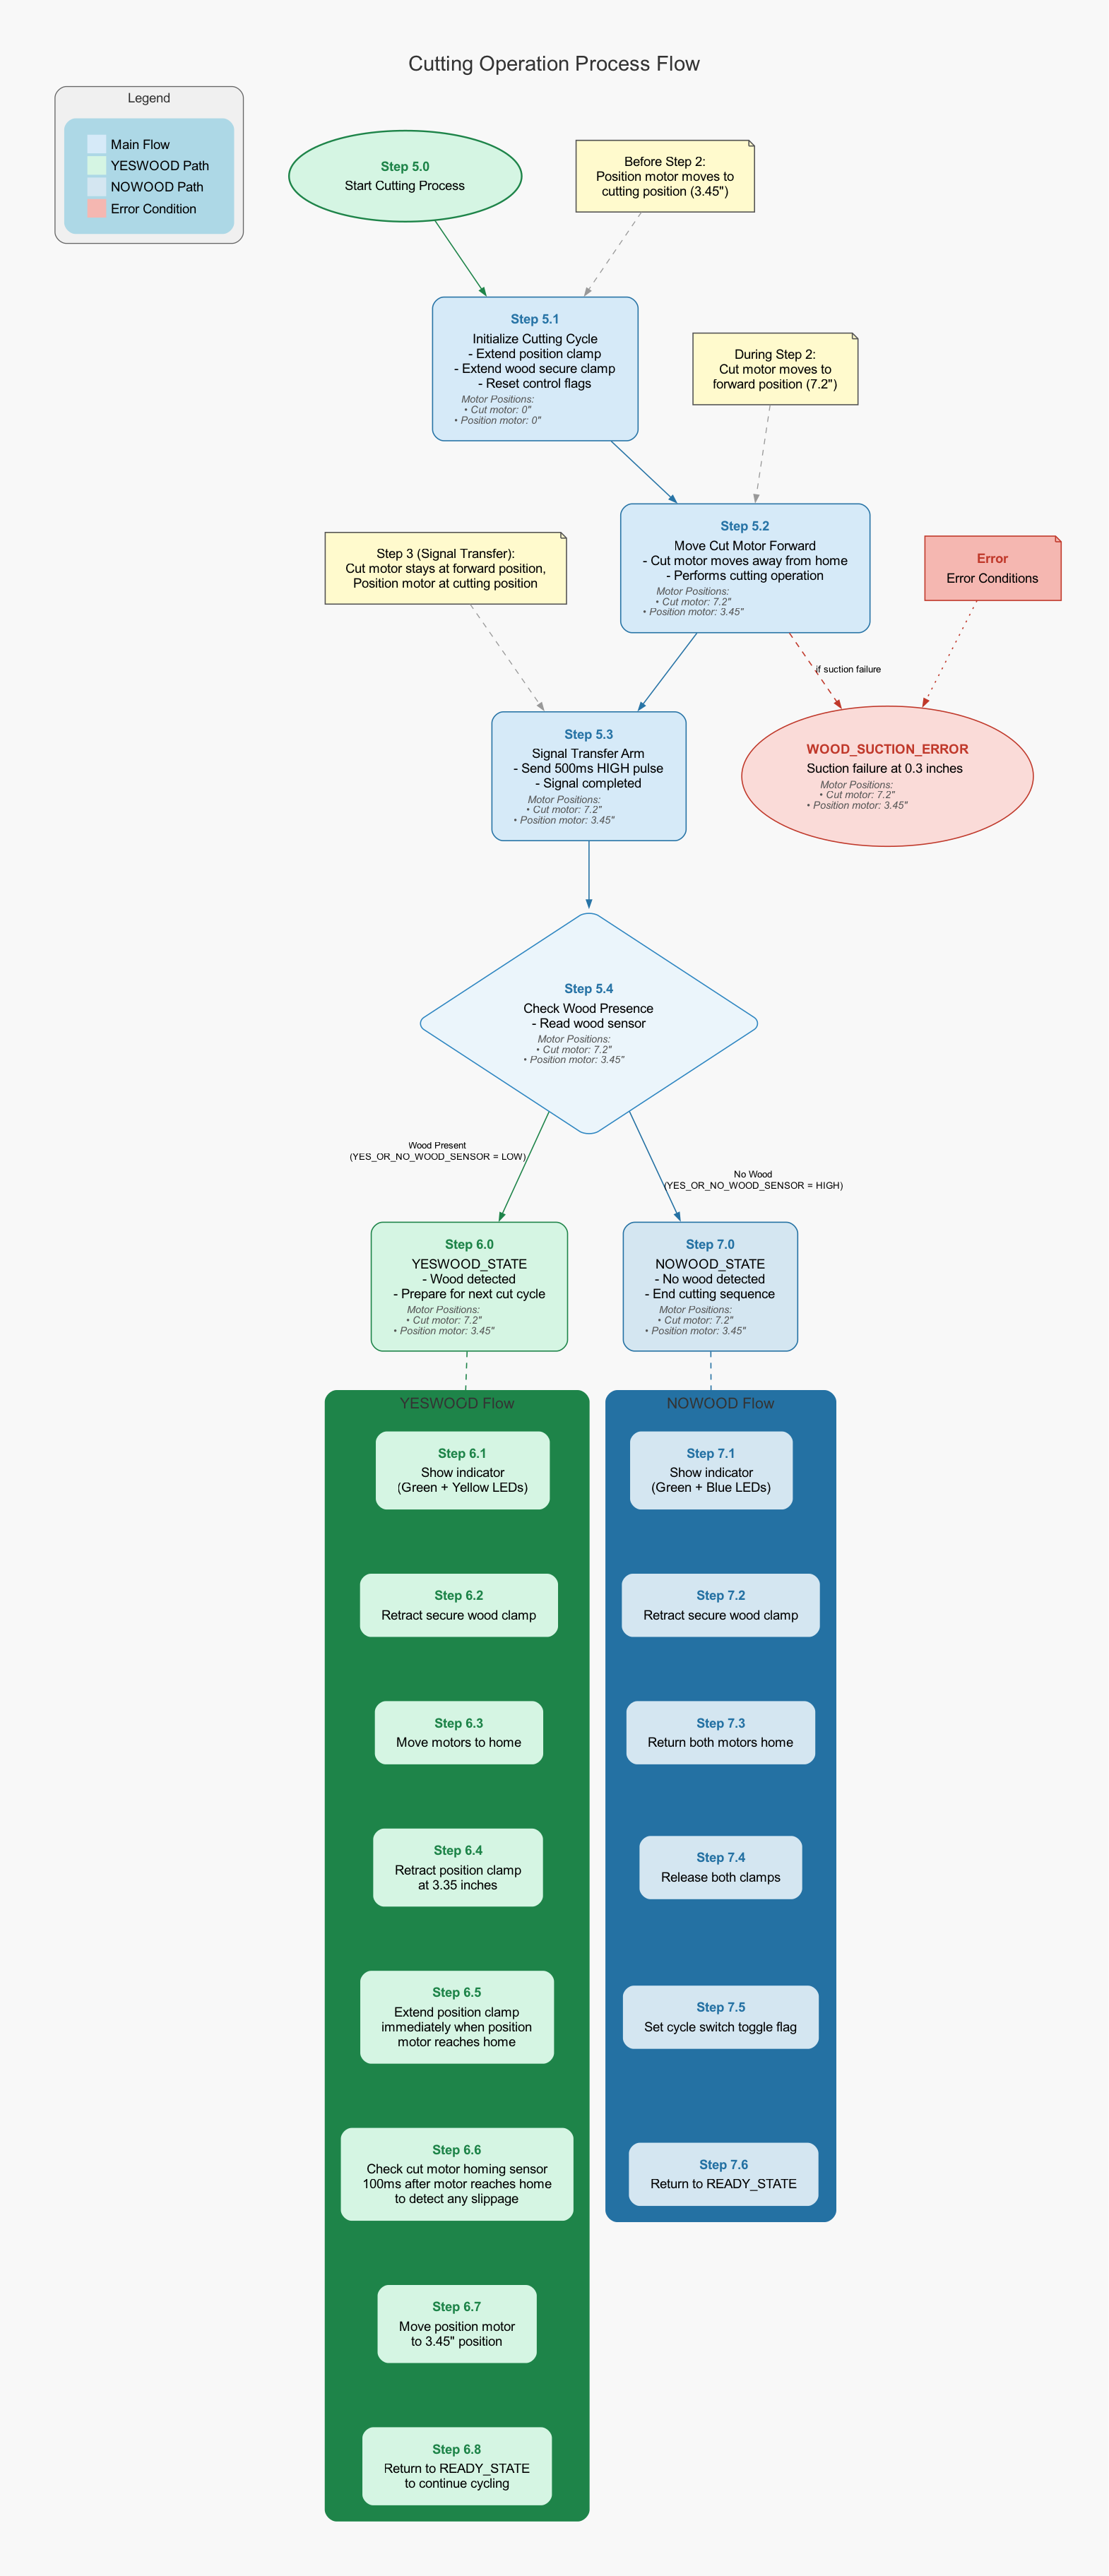 Cutting Operation Process Flow
Legend
Main Flow
YESWOOD Path
NOWOOD Path
Error Condition
Step 5.0
Start Cutting Process
Before Step 2:
Position motor moves to
cutting position (3.45")
Step 5.1
Initialize Cutting Cycle
- Extend position clamp
- Extend wood secure clamp
- Reset control flags
Motor Positions:
• Cut motor: 0"
• Position motor: 0"
During Step 2:
Cut motor moves to
forward position (7.2")
Step 5.2
Move Cut Motor Forward
- Cut motor moves away from home
- Performs cutting operation
Motor Positions:
• Cut motor: 7.2"
• Position motor: 3.45"
Step 3 (Signal Transfer):
Cut motor stays at forward position,
Position motor at cutting position
Error
Error Conditions
if suction failure
Step 5.3
Signal Transfer Arm
- Send 500ms HIGH pulse
- Signal completed
Motor Positions:
• Cut motor: 7.2"
• Position motor: 3.45"
WOOD_SUCTION_ERROR
Suction failure at 0.3 inches
Motor Positions:
• Cut motor: 7.2"
• Position motor: 3.45"
Step 5.4
Check Wood Presence
- Read wood sensor
Motor Positions:
• Cut motor: 7.2"
• Position motor: 3.45"
Wood Present
(YES_OR_NO_WOOD_SENSOR = LOW)
No Wood
(YES_OR_NO_WOOD_SENSOR = HIGH)
Step 6.0
YESWOOD_STATE
- Wood detected
- Prepare for next cut cycle
Motor Positions:
• Cut motor: 7.2"
• Position motor: 3.45"
Step 7.0
NOWOOD_STATE
- No wood detected
- End cutting sequence
Motor Positions:
• Cut motor: 7.2"
• Position motor: 3.45"
YESWOOD Flow
Step 6.1
Show indicator
(Green + Yellow LEDs)
Step 6.2
Retract secure wood clamp
Step 6.3
Move motors to home
Step 6.4
Retract position clamp
at 3.35 inches
Step 6.5
Extend position clamp
immediately when position
motor reaches home
Step 6.6
Check cut motor homing sensor
100ms after motor reaches home
to detect any slippage
Step 6.7
Move position motor
to 3.45" position
Step 6.8
Return to READY_STATE
to continue cycling
NOWOOD Flow
Step 7.1
Show indicator
(Green + Blue LEDs)
Step 7.2
Retract secure wood clamp
Step 7.3
Return both motors home
Step 7.4
Release both clamps
Step 7.5
Set cycle switch toggle flag
Step 7.6
Return to READY_STATE